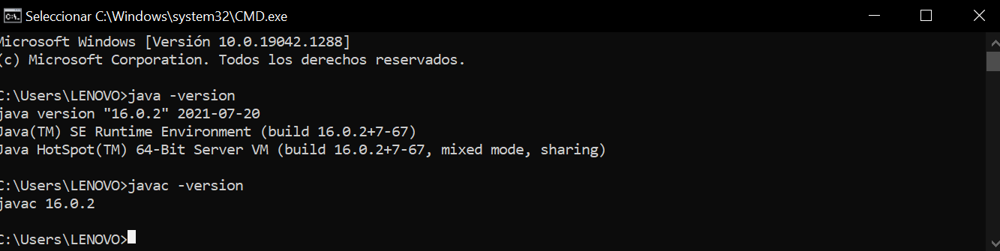 Seleccionar C:\Windows\system32\CMD.exe
Microsoft Windows [Versión 10.0.19042.1288]
(c) Microsoft Corporation. Todos los derechos reservados.
C:\Users\LENOVO>java -version
java version "16.0.2" 2021-07-20
Java(TM) SE Runtime Environment (build 16.0.2+7-67)
Java HotSpot(TM) 64-Bit Server VM (build 16.0.2+7-67, mixed mode, sharing)
C:\Users\LENOVO>javac -version
javac 16.0.2
C:\Users\LENOVO>